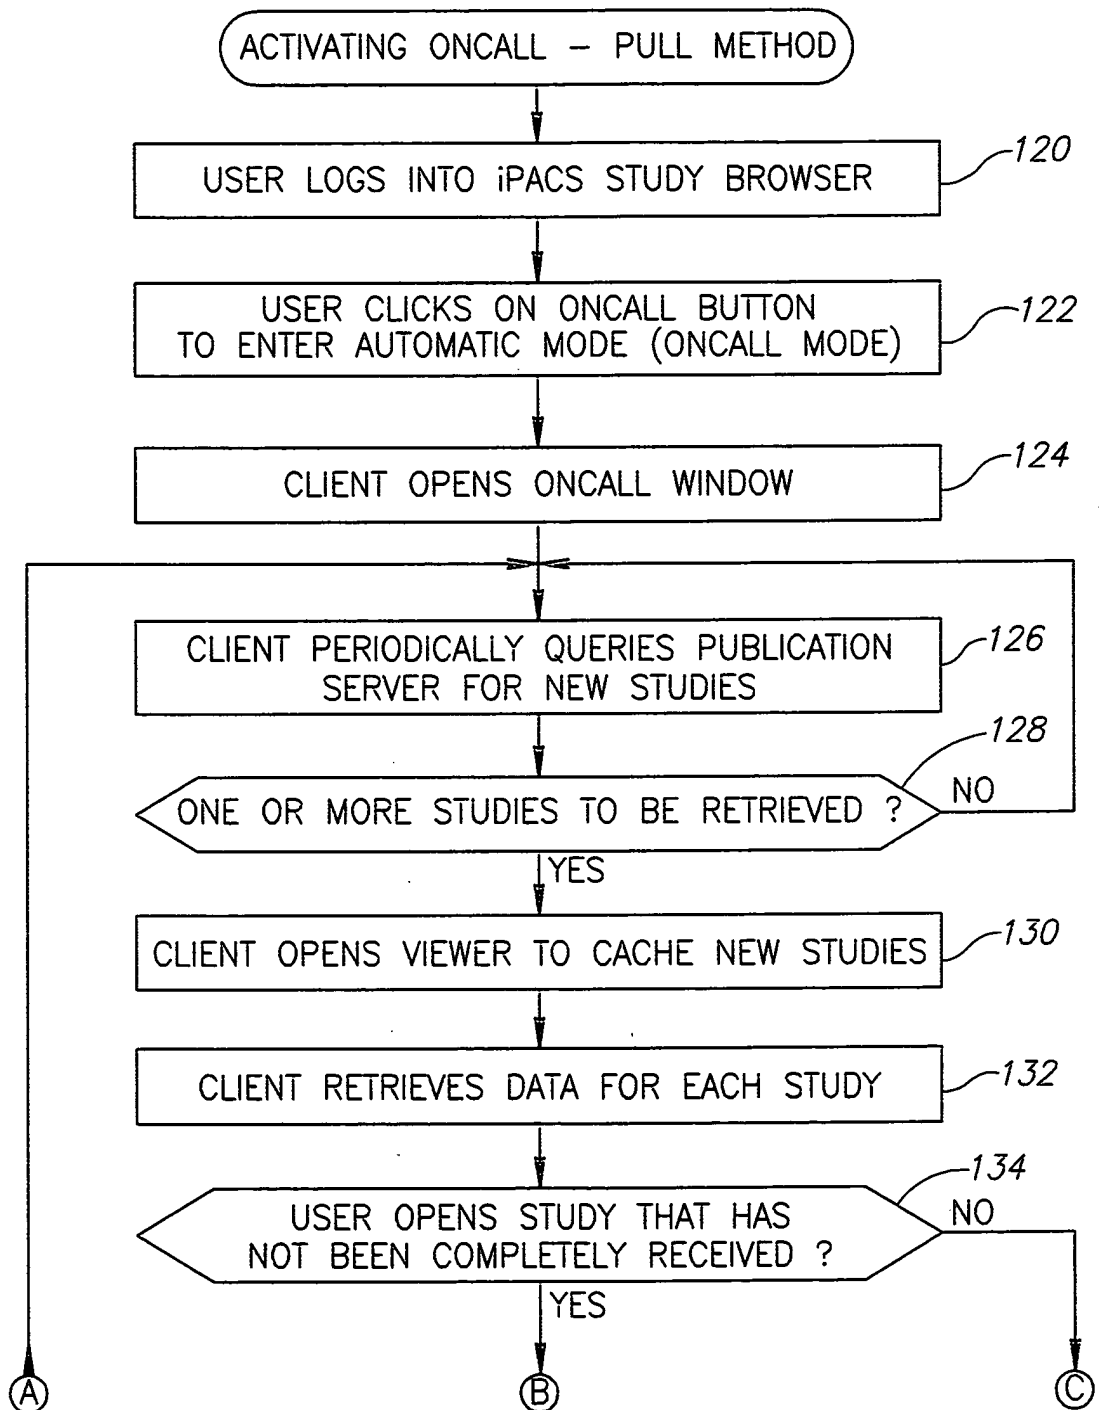 ACTIVATING ONCALL - PULL METHOD
USER LOGS INTO iPACS STUDY BROWSER
120
USER CLICKS ON ONCALL BUTTON
TO ENTER AUTOMATIC MODE (ONCALL MODE)
122
CLIENT OPENS ONCALL WINDOW
124
CLIENT PERIODICALLY QUERIES PUBLICATION
SERVER FOR NEW STUDIES
126
ONE OR MORE STUDIES TO BE RETRIEVED ?
128
NO
YES
CLIENT OPENS VIEWER TO CACHE NEW STUDIES
130
CLIENT RETRIEVES DATA FOR EACH STUDY
132
USER OPENS STUDY THAT HAS
NOT BEEN COMPLETELY RECEIVED ?
134
NO
YES
A
B
C